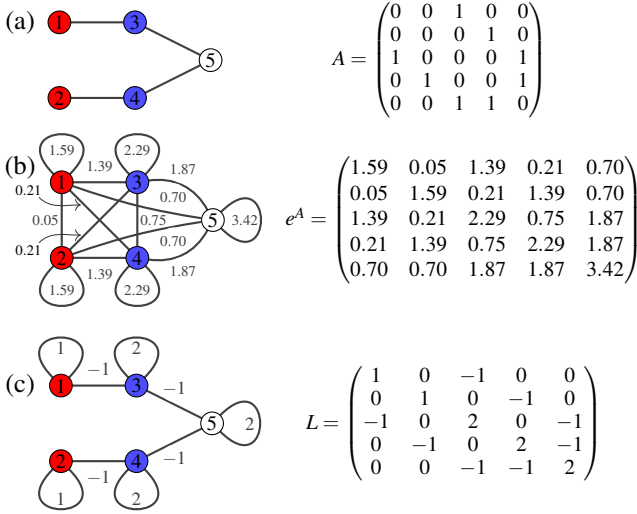 (a)
1 3
5
2 4
A =
0 0 1 0 0
0 0 0 1 0
1 0 0 0 1
0 1 0 0 1
0 0 1 1 0
(b)
1.59 2.29
1.39 1.87
1 3
0.21 0.70
0.05 0.75 5 3.42
0.70
0.21
2 4
1.39 1.87
1.59 2.29
e^A =
1.59 0.05 1.39 0.21 0.70
0.05 1.59 0.21 1.39 0.70
1.39 0.21 2.29 0.75 1.87
0.21 1.39 0.75 2.29 1.87
0.70 0.70 1.87 1.87 3.42
(c)
1 2
−1
1 3 −1
5 2
2 4 −1
−1
1 2
L =
1 0 −1 0 0
0 1 0 −1 0
−1 0 2 0 −1
0 −1 0 2 −1
0 0 −1 −1 2